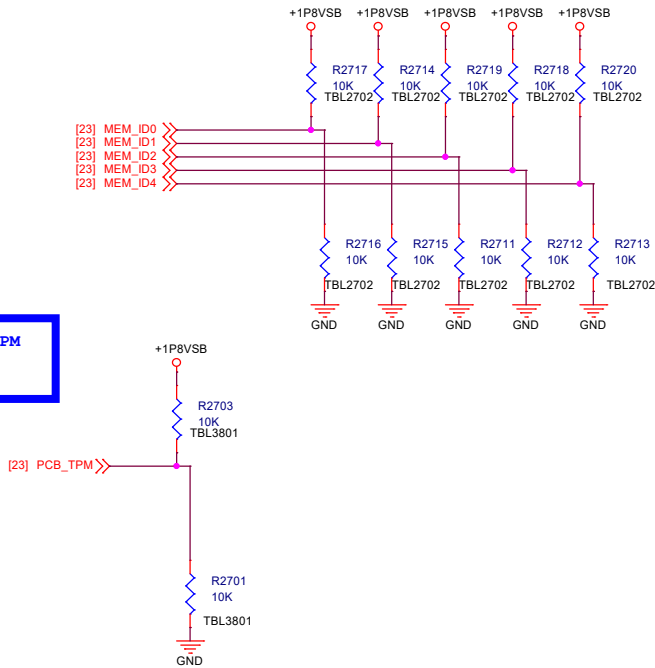 +1P8VSB +1P8VSB +1P8VSB +1P8VSB +1P8VSB
R2717 R2714 R2719 R2718 R2720
10K 10K 10K 10K 10K
TBL2702 TBL2702 TBL2702 TBL2702 TBL2702
[23] MEM_ID0
[23] MEM_ID1
[23] MEM_ID2
[23] MEM_ID3
[23] MEM_ID4
R2716 R2715 R2711 R2712 R2713
10K 10K 10K 10K 10K
TBL2702 TBL2702 TBL2702 TBL2702 TBL2702
GND GND GND GND GND
PM
+1P8VSB
R2703
10K
TBL3801
[23] PCB_TPM
R2701
10K
TBL3801
GND